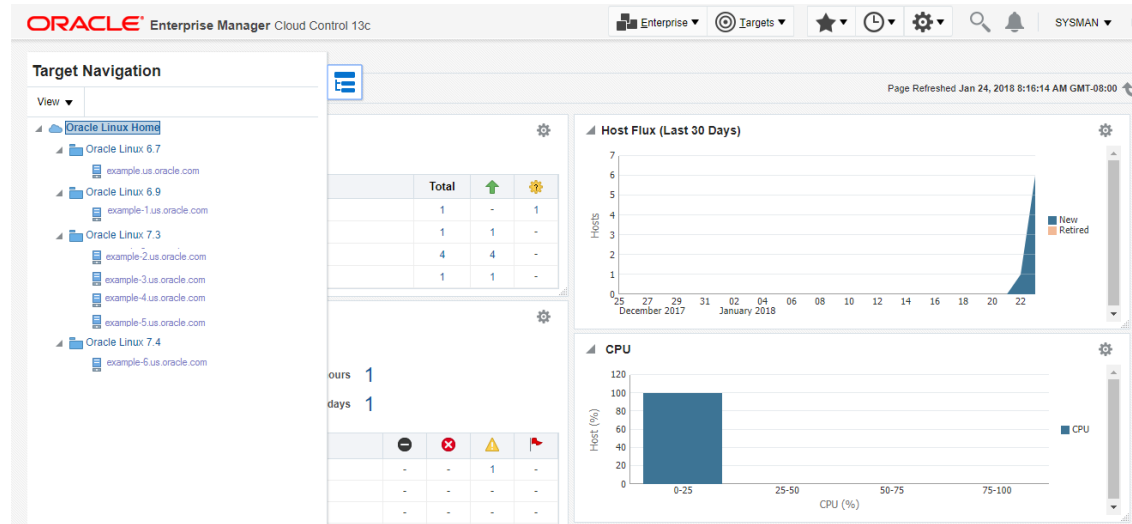 ORACLE® Enterprise Manager Cloud Control 13c
Enterprise ▼ Targets ▼ SYSMAN ▼
Target Navigation
View ▼
Page Refreshed Jan 24, 2018 8:16:14 AM GMT-08:00
Oracle Linux Home
Oracle Linux 6.7
example.us.oracle.com
Oracle Linux 6.9
example-1.us.oracle.com
Oracle Linux 7.3
example-2.us.oracle.com
example-3.us.oracle.com
example-4.us.oracle.com
example-5.us.oracle.com
Oracle Linux 7.4
example-6.us.oracle.com
Total
1 - 1
1 1 -
4 4 -
1 1 -
ours 1
days 1
- - 1 -
- - - -
- - - -
Host Flux (Last 30 Days)
Hosts
7
6
5
4
3
2
1
0
25 27 29 31 02 04 06 08 10 12 14 16 18 20 22
December 2017 January 2018
New
Retired
CPU
Host (%)
120
100
80
60
40
20
0
0-25 25-50 50-75 75-100
CPU (%)
CPU